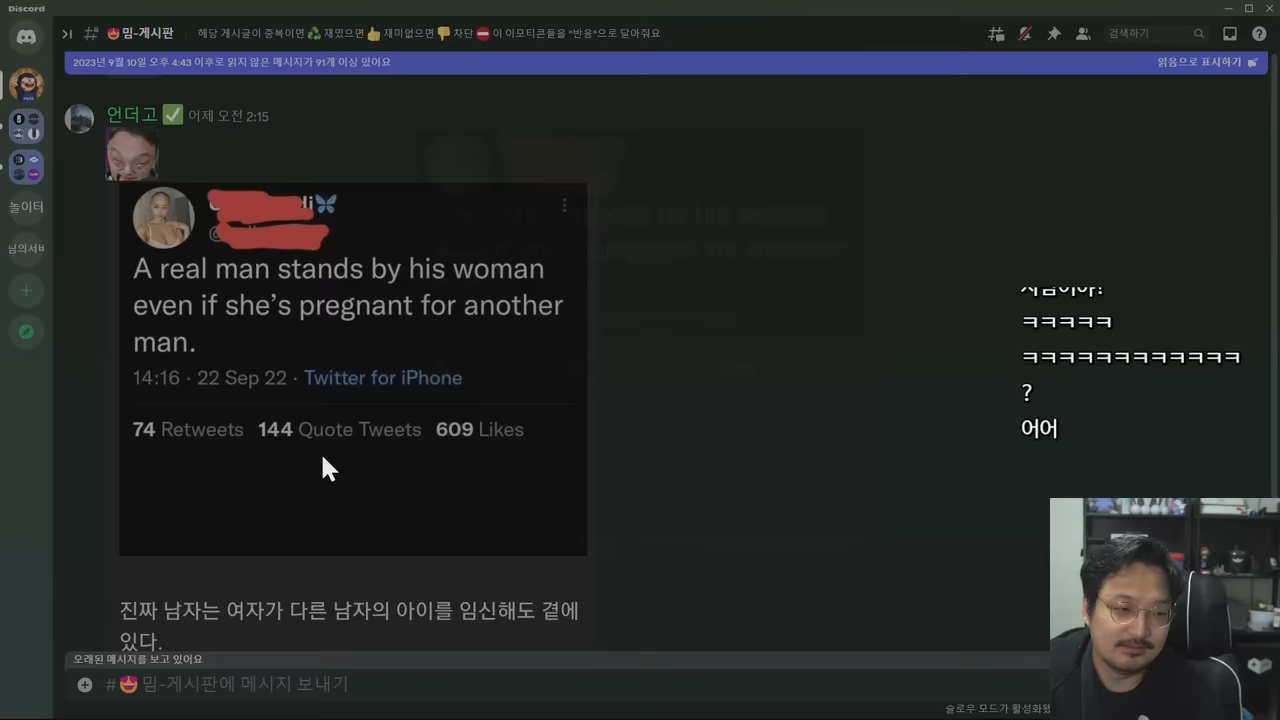 Discord
밈-게시판
해당 게시글이 중복이면 재밌으면 재미없으면 차단 이 이모티콘들을 "반응"으로 달아줘요
검색하기
2023년 9월 10일 오후 4:43 이후로 읽지 않은 메시지가 91개 이상 있어요
읽음으로 표시하기
언더고 어제 오전 2:15
A real man stands by his woman
even if she's pregnant for another
man.
14:16 · 22 Sep 22 · Twitter for iPhone
74 Retweets 144 Quote Tweets 609 Likes
진짜 남자는 여자가 다른 남자의 아이를 임신해도 곁에
있다.
놀이터
님의서버
ㅋㅋㅋㅋㅋ
ㅋㅋㅋㅋㅋㅋㅋㅋㅋㅋㅋㅋ
?
어어
오래된 메시지를 보고 있어요
#밈-게시판에 메시지 보내기
슬로우 모드가 활성화됐